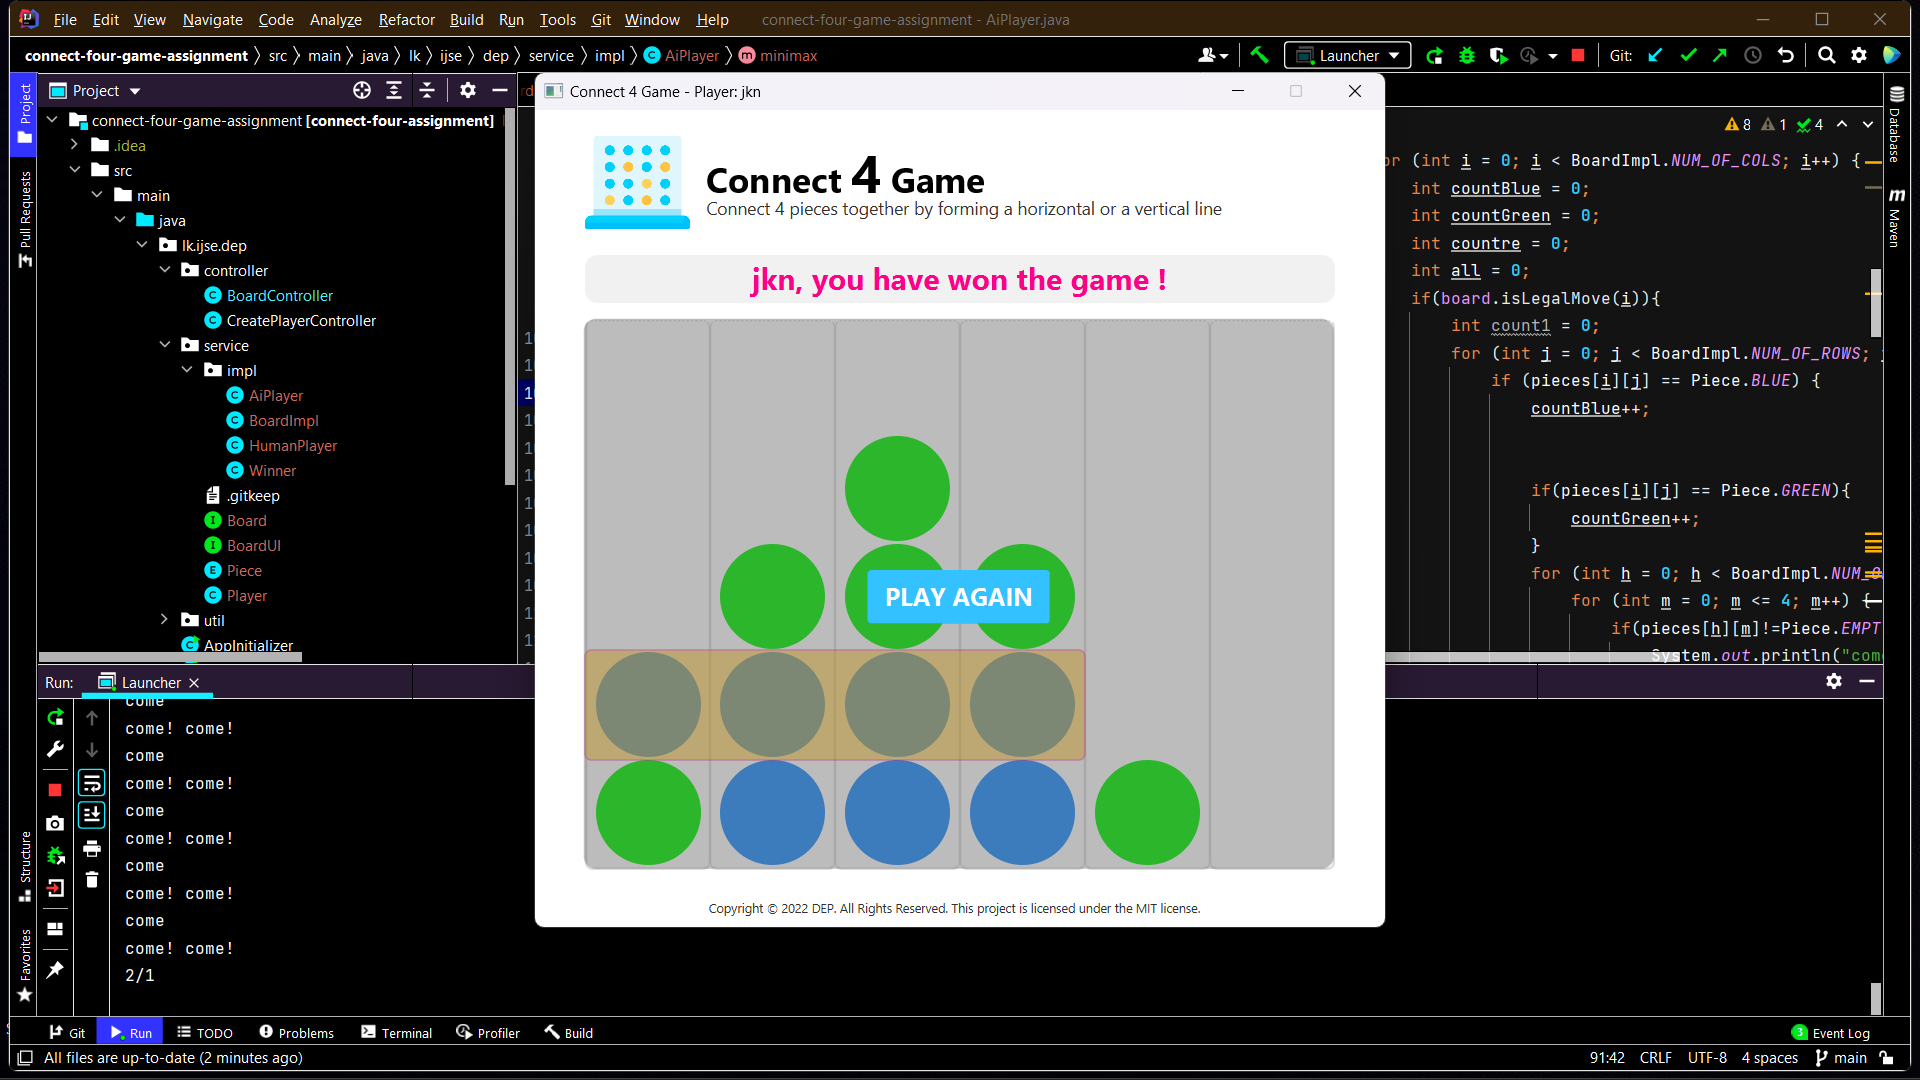 File Edit View Navigate Code Analyze Refactor Build Run Tools Git Window Help connect-four-game-assignment - AiPlayer.java
connect-four-game-assignment src main java lk ijse dep service impl AiPlayer minimax Launcher Git:
Project
connect-four-game-assignment [connect-four-assignment]
.idea
src
main
java
lk.ijse.dep
controller
BoardController
CreatePlayerController
service
impl
AiPlayer
BoardImpl
HumanPlayer
Winner
.gitkeep
Board
BoardUI
Piece
Player
util
AppInitializer
Project
Pull Requests
Structure
Favorites
Database
Maven
Connect 4 Game - Player: jkn
Connect 4 Game
Connect 4 pieces together by forming a horizontal or a vertical line
jkn, you have won the game !
PLAY AGAIN
Copyright © 2022 DEP. All Rights Reserved. This project is licensed under the MIT license.
8 1 4
(int i = 0; i < BoardImpl.NUM_OF_COLS; i++) {
int countBlue = 0;
int countGreen = 0;
int countre = 0;
int all = 0;
if(board.isLegalMove(i)){
int count1 = 0;
for (int j = 0; j < BoardImpl.NUM_OF_ROWS;
if (pieces[i][j] == Piece.BLUE) {
countBlue++;
if(pieces[i][j] == Piece.GREEN){
countGreen++;
}
for (int h = 0; h < BoardImpl.NUM_
for (int m = 0; m <= 4; m++) {
if(pieces[h][m]!=Piece.EMPT
System.out.println("com
Run: Launcher
come
come! come!
come
come! come!
come
come! come!
come
come! come!
come
come! come!
2/1
Git Run TODO Problems Terminal Profiler Build 3 Event Log
All files are up-to-date (2 minutes ago) 91:42 CRLF UTF-8 4 spaces main